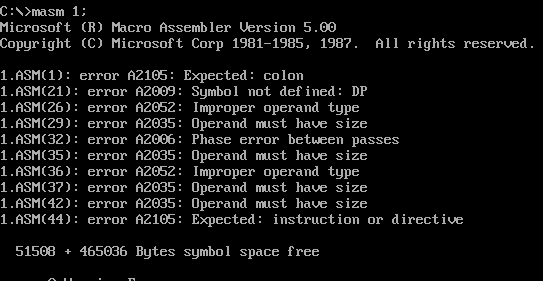 C:\>masm 1;
Microsoft (R) Macro Assembler Version 5.00
Copyright (C) Microsoft Corp 1981-1985, 1987.  All rights reserved.
1.ASM(1): error A2105: Expected: colon
1.ASM(21): error A2009: Symbol not defined: DP
1.ASM(26): error A2052: Improper operand type
1.ASM(29): error A2035: Operand must have size
1.ASM(32): error A2006: Phase error between passes
1.ASM(35): error A2035: Operand must have size
1.ASM(36): error A2052: Improper operand type
1.ASM(37): error A2035: Operand must have size
1.ASM(42): error A2035: Operand must have size
1.ASM(44): error A2105: Expected: instruction or directive
51508 + 465036 Bytes symbol space free